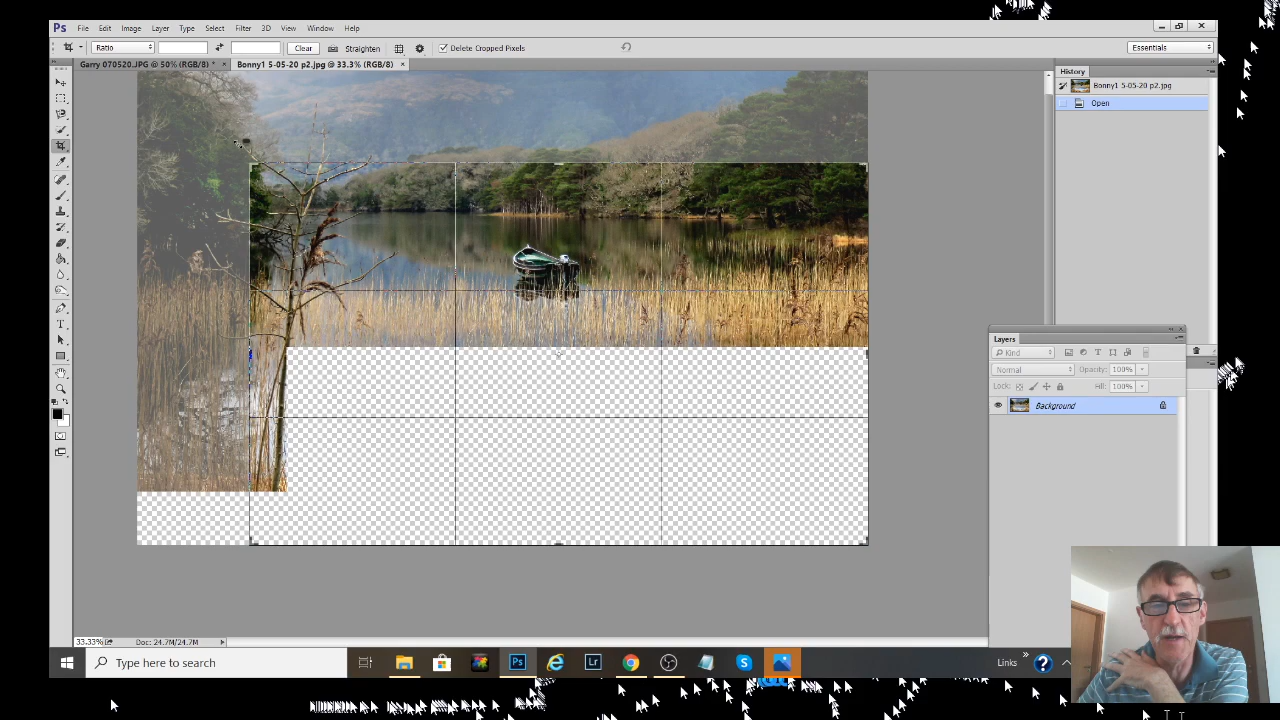 Ps File Edit Image Layer Type Select Filter 3D View Window Help
Ratio Clear Straighten Delete Cropped Pixels Essentials
Garry 070520.JPG @ 50% (RGB/8) * × Bonny1 5-05-20 p2.jpg @ 33.3% (RGB/8) ×
History
Bonny1 5-05-20 p2.jpg
Open
Layers
Kind
Normal Opacity: 100%
Lock: Fill: 100%
Background
T
33.33% Doc: 24.7M/24.7M
Type here to search Ps Lr Links